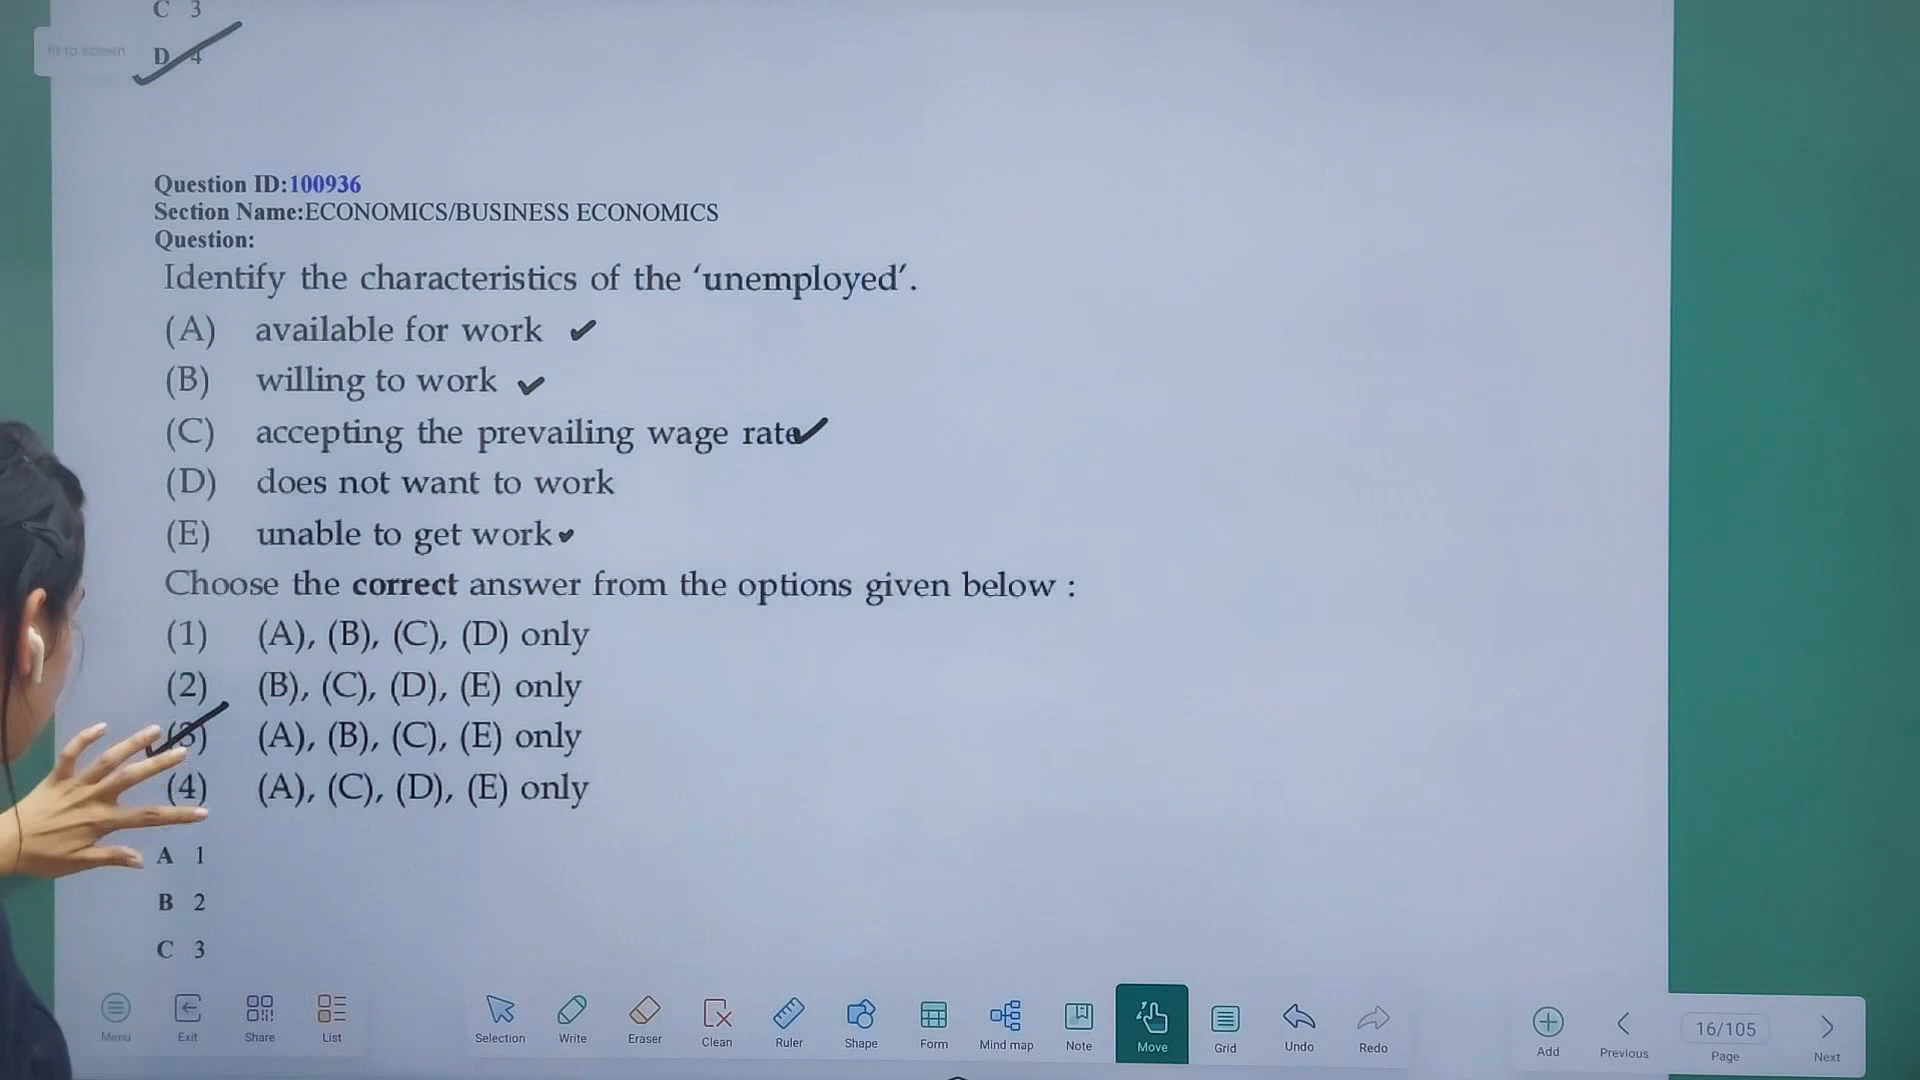 C 3
fit to screen
D 4
Question ID:100936
Section Name:ECONOMICS/BUSINESS ECONOMICS
Question:
Identify the characteristics of the ‘unemployed’.
(A) available for work
(B) willing to work
(C) accepting the prevailing wage rate
(D) does not want to work
(E) unable to get work
Choose the correct answer from the options given below :
(1) (A), (B), (C), (D) only
(2) (B), (C), (D), (E) only
(3) (A), (B), (C), (E) only
(4) (A), (C), (D), (E) only
A 1
B 2
C 3
Menu Exit Share List Selection Write Eraser Clean Ruler Shape Form Mind map Note Move Grid Undo Redo Add Previous 16/105 Page Next